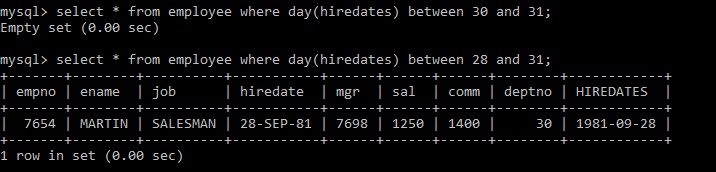 mysql> select * from employee where day(hiredates) between 30 and 31;
Empty set (0.00 sec)
mysql> select * from employee where day(hiredates) between 28 and 31;
+-------+--------+----------+-----------+------+------+------+--------+------------+
| empno | ename  | job      | hiredate  | mgr  | sal  | comm | deptno | HIREDATES  |
+-------+--------+----------+-----------+------+------+------+--------+------------+
|  7654 | MARTIN | SALESMAN | 28-SEP-81 | 7698 | 1250 | 1400 |     30 | 1981-09-28 |
+-------+--------+----------+-----------+------+------+------+--------+------------+
1 row in set (0.00 sec)